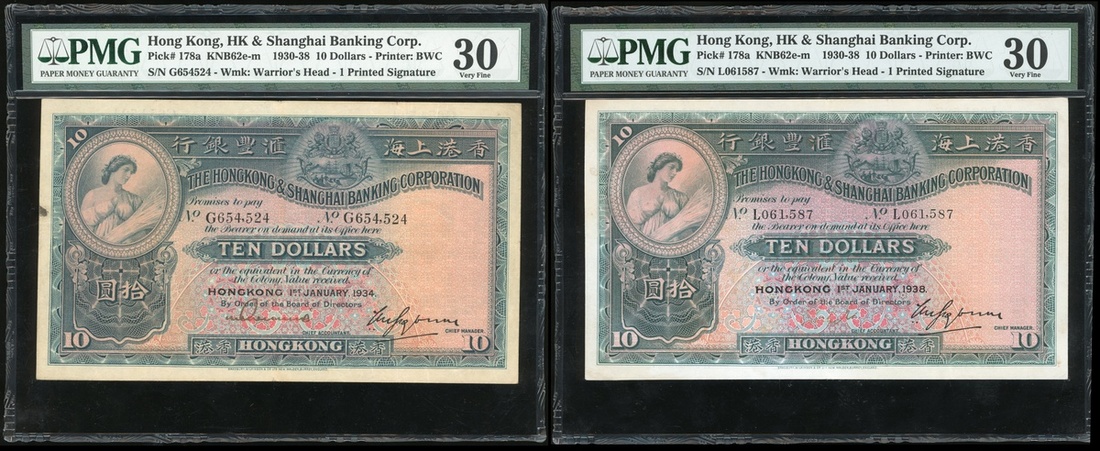 PMG
PAPER MONEY GUARANTY
Hong Kong, HK & Shanghai Banking Corp.
Pick# 178a KNB62e-m 1930-38 10 Dollars - Printer: BWC
S/N G654524 - Wmk: Warrior's Head - 1 Printed Signature
30
Very Fine
10
行銀豐滙 海上港香
THE HONGKONG & SHANGHAI BANKING CORPORATION
Promises to pay
No G654,524 No G654,524
the Bearer on demand at its Office here
TEN DOLLARS
or the equivalent in the Currency of
the Colony, Value received.
HONGKONG 1ST JANUARY, 1934.
By Order of the Board of Directors
圓拾
CHIEF ACCOUNTANT.
CHIEF MANAGER.
10 港香 HONGKONG 港香 10
PMG
PAPER MONEY GUARANTY
Hong Kong, HK & Shanghai Banking Corp.
Pick# 178a KNB62e-m 1930-38 10 Dollars - Printer: BWC
S/N L061587 - Wmk: Warrior's Head - 1 Printed Signature
30
Very Fine
10
行銀豐滙 海上港香
THE HONGKONG & SHANGHAI BANKING CORPORATION
Promises to pay
No L061,587 No L061,587
the Bearer on demand at its Office here
TEN DOLLARS
or the equivalent in the Currency of
the Colony, Value received.
HONGKONG 1ST JANUARY, 1938.
By Order of the Board of Directors
圓拾
CHIEF ACCOUNTANT.
CHIEF MANAGER.
10 港香 HONGKONG 港香 10